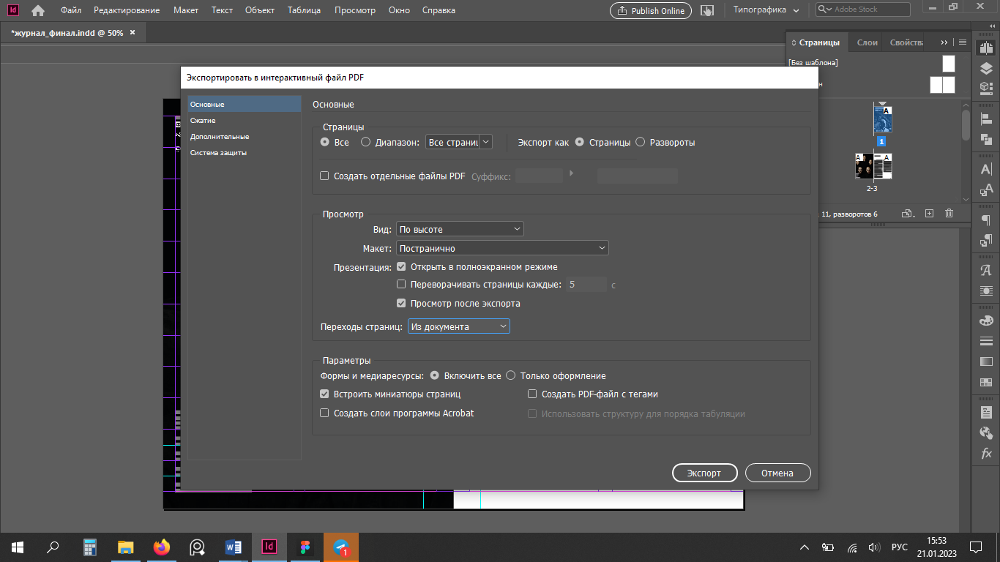 Id Файл Редактирование Макет Текст Объект Таблица Просмотр Окно Справка Publish Online Типографика Adobe Stock
*журнал_финал.indd @ 50% ×
Страницы Слои Свойства
[Без шаблона]
Экспортировать в интерактивный файл PDF
Основные
Сжатие
Дополнительные
Система защиты
Основные
Страницы
Все Диапазон: Все страниц Экспорт как Страницы Развороты
Создать отдельные файлы PDF Суффикс:
Просмотр
Вид: По высоте
Макет: Постранично
Презентация: Открыть в полноэкранном режиме
Переворачивать страницы каждые: 5 с
Просмотр после экспорта
Переходы страниц: Из документа
Параметры
Формы и медиаресурсы: Включить все Только оформление
Встроить миниатюры страниц Создать PDF-файл с тегами
Создать слои программы Acrobat Использовать структуру для порядка табуляции
Экспорт Отмена
A
1
A A
2-3
11, разворотов 6
Id 1 РУС 15:53
21.01.2023